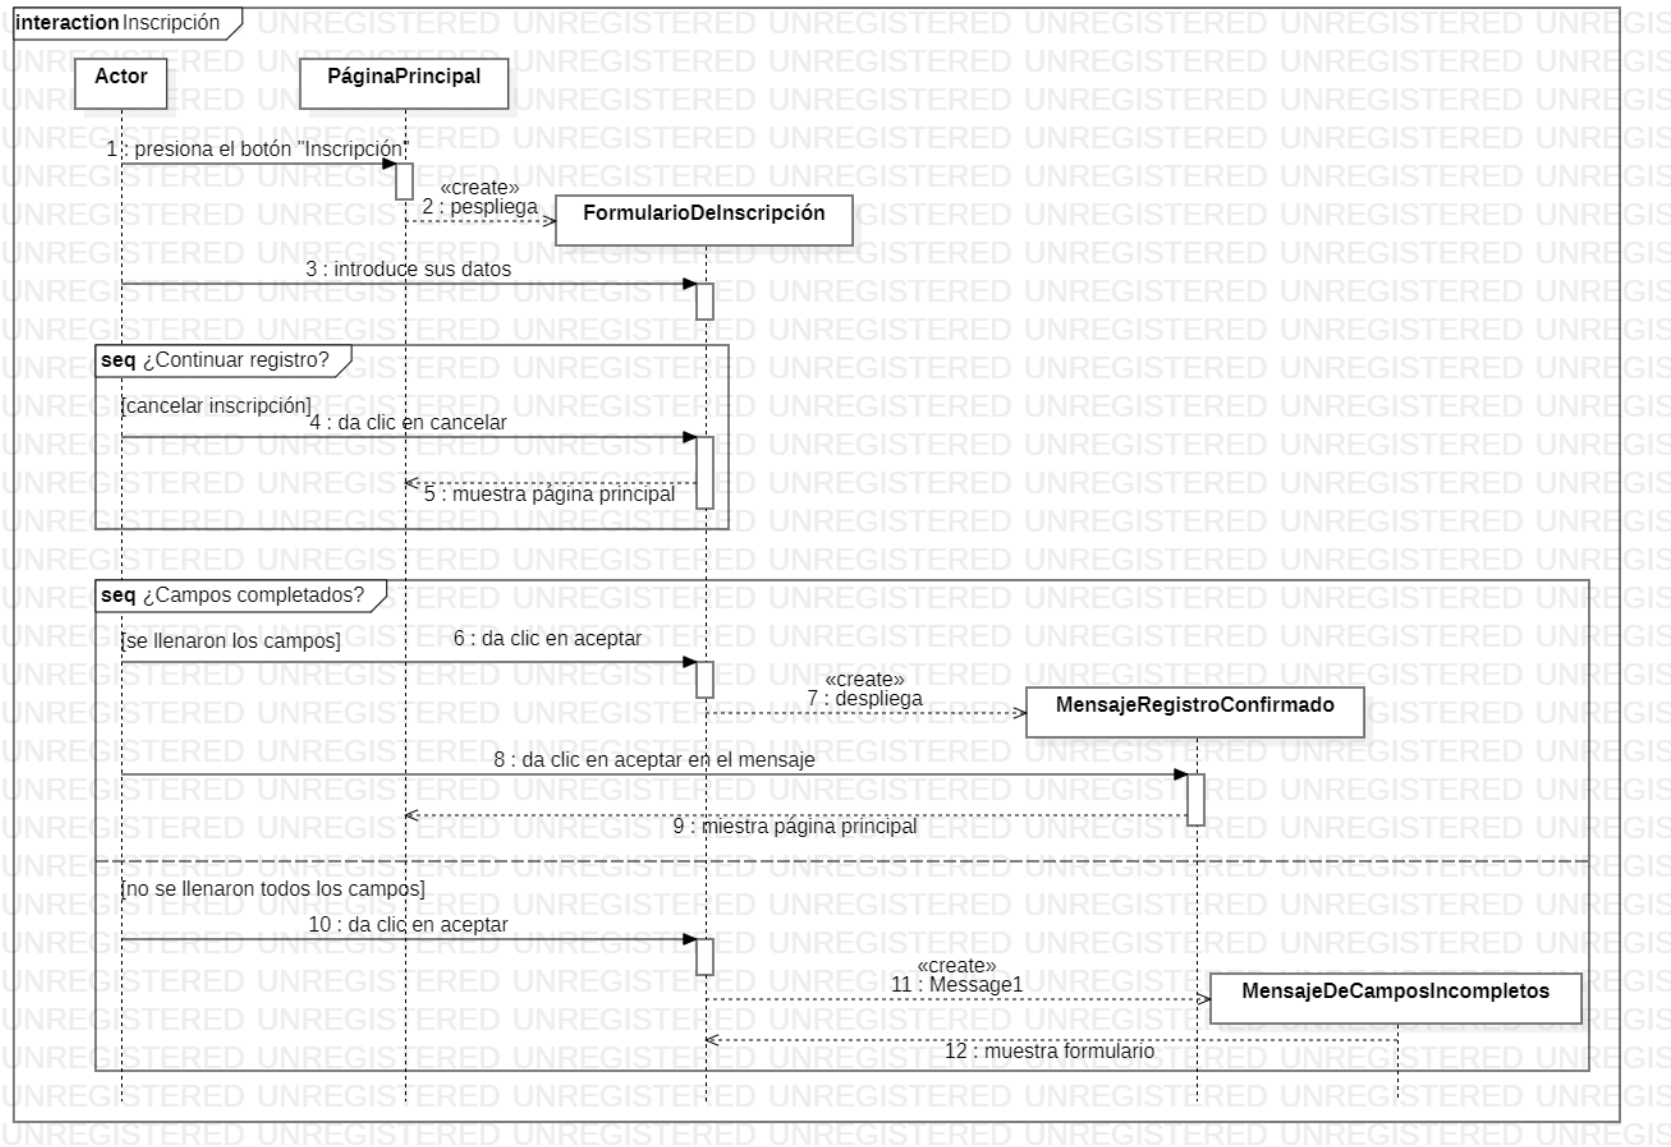 interaction Inscripción
Actor
PáginaPrincipal
1 : presiona el botón "Inscripción"
«create»
2 : pespliega
FormularioDeInscripción
3 : introduce sus datos
seq ¿Continuar registro?
[cancelar inscripción]
4 : da clic en cancelar
5 : muestra página principal
seq ¿Campos completados?
[se llenaron los campos]
6 : da clic en aceptar
«create»
7 : despliega
MensajeRegistroConfirmado
8 : da clic en aceptar en el mensaje
9 : miestra página principal
[no se llenaron todos los campos]
10 : da clic en aceptar
«create»
11 : Message1
MensajeDeCamposIncompletos
12 : muestra formulario
UNREGISTERED